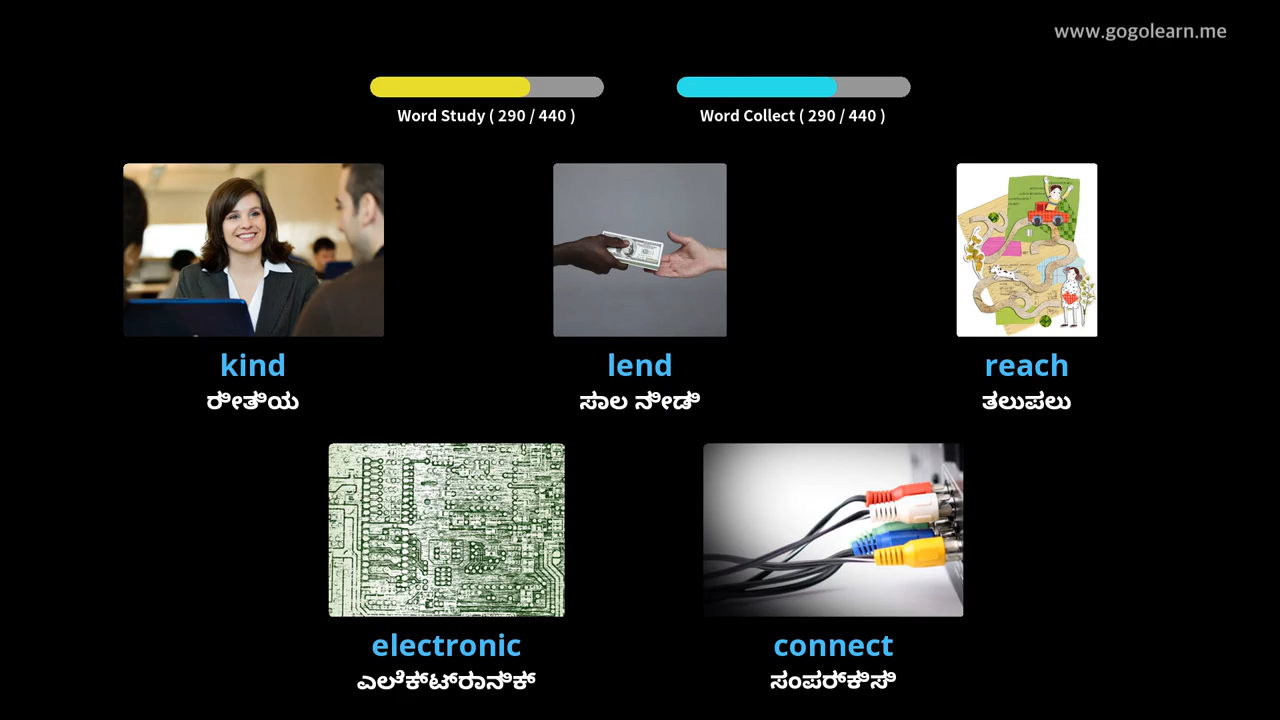 www.gogolearn.me
Word Study ( 290 / 440 )
Word Collect ( 290 / 440 )
kind
ರೀತಿಯ
lend
ಸಾಲ ನೀಡಿ
reach
ತಲುಪಲು
electronic
ಎಲೆಕ್ಟ್ರಾನಿಕ್
connect
ಸಂಪರ್ಕಿಸಿ